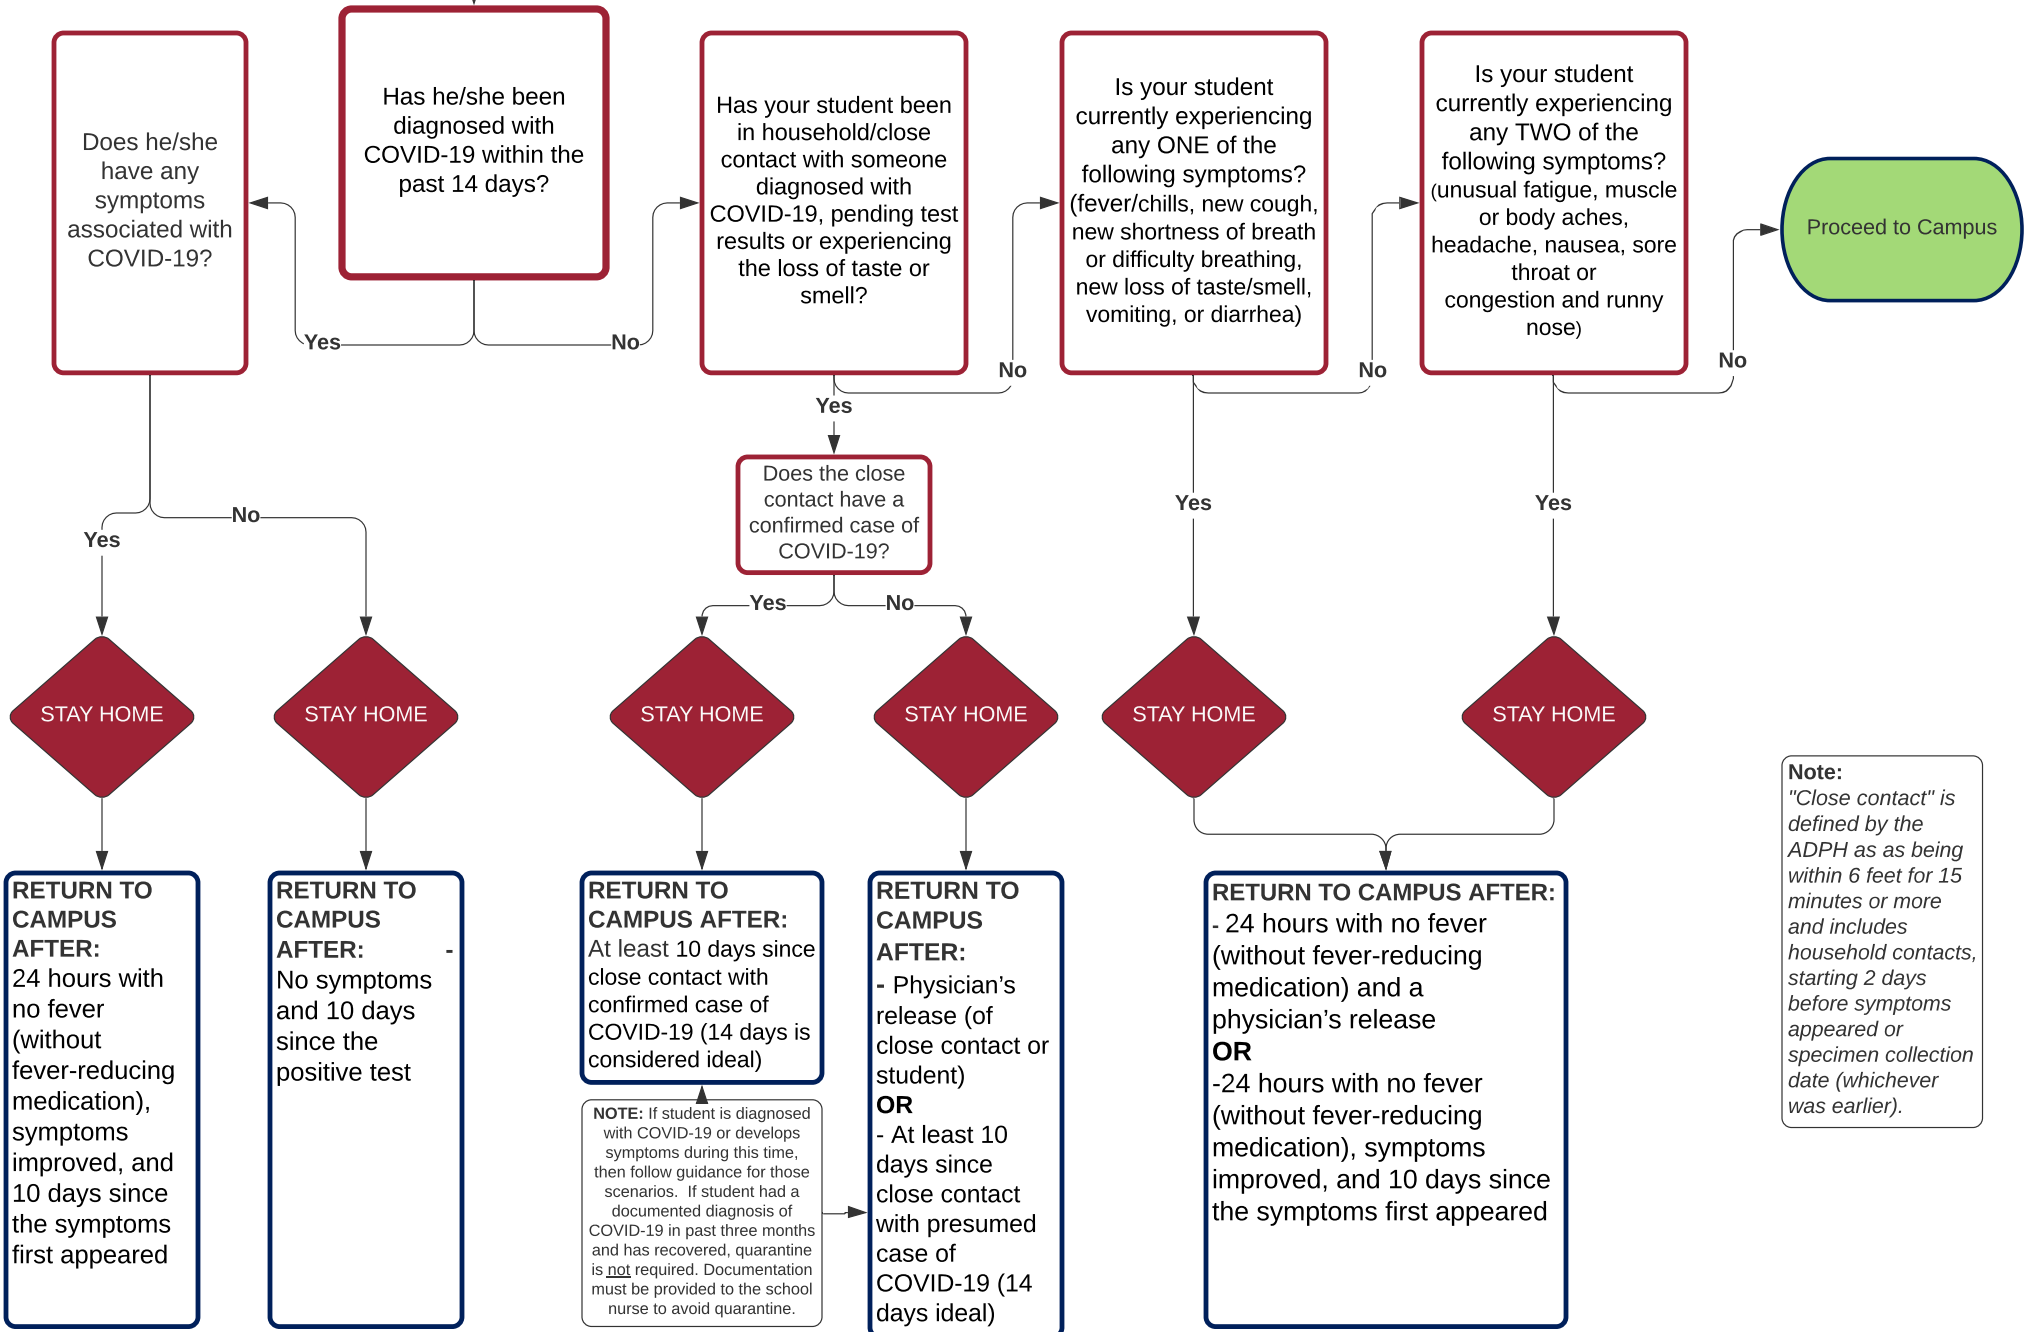 Does he/she
have any
symptoms
associated with
COVID-19?
Has he/she been
diagnosed with
COVID-19 within the
past 14 days?
Has your student been
in household/close
contact with someone
diagnosed with
COVID-19, pending test
results or experiencing
the loss of taste or
smell?
Is your student
currently experiencing
any ONE of the
following symptoms?
(fever/chills, new cough,
new shortness of breath
or difficulty breathing,
new loss of taste/smell,
vomiting, or diarrhea)
Is your student
currently experiencing
any TWO of the
following symptoms?
(unusual fatigue, muscle
or body aches,
headache, nausea, sore
throat or
congestion and runny
nose)
Proceed to Campus
Yes
No
No
No
No
Yes
Does the close
contact have a
confirmed case of
COVID-19?
Yes
Yes
Yes
No
Yes
No
STAY HOME
STAY HOME
STAY HOME
STAY HOME
STAY HOME
STAY HOME
RETURN TO
CAMPUS
AFTER:
24 hours with
no fever
(without
fever-reducing
medication),
symptoms
improved, and
10 days since
the symptoms
first appeared
RETURN TO
CAMPUS
AFTER: -
No symptoms
and 10 days
since the
positive test
RETURN TO
CAMPUS AFTER:
At least 10 days since
close contact with
confirmed case of
COVID-19 (14 days is
considered ideal)
NOTE: If student is diagnosed
with COVID-19 or develops
symptoms during this time,
then follow guidance for those
scenarios. If student had a
documented diagnosis of
COVID-19 in past three months
and has recovered, quarantine
is not required. Documentation
must be provided to the school
nurse to avoid quarantine.
RETURN TO
CAMPUS
AFTER:
- Physician's
release (of
close contact or
student)
OR
- At least 10
days since
close contact
with presumed
case of
COVID-19 (14
days ideal)
RETURN TO CAMPUS AFTER:
- 24 hours with no fever
(without fever-reducing
medication) and a
physician's release
OR
-24 hours with no fever
(without fever-reducing
medication), symptoms
improved, and 10 days since
the symptoms first appeared
Note:
"Close contact" is
defined by the
ADPH as as being
within 6 feet for 15
minutes or more
and includes
household contacts,
starting 2 days
before symptoms
appeared or
specimen collection
date (whichever
was earlier).